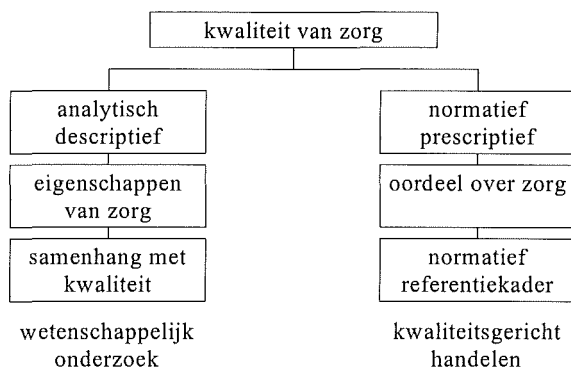 kwaliteit van zorg
analytisch
descriptief
eigenschappen
van zorg
samenhang met
kwaliteit
wetenschappelijk
onderzoek
normatief
prescriptief
oordeel over zorg
normatief
referentiekader
kwaliteitsgericht
handelen